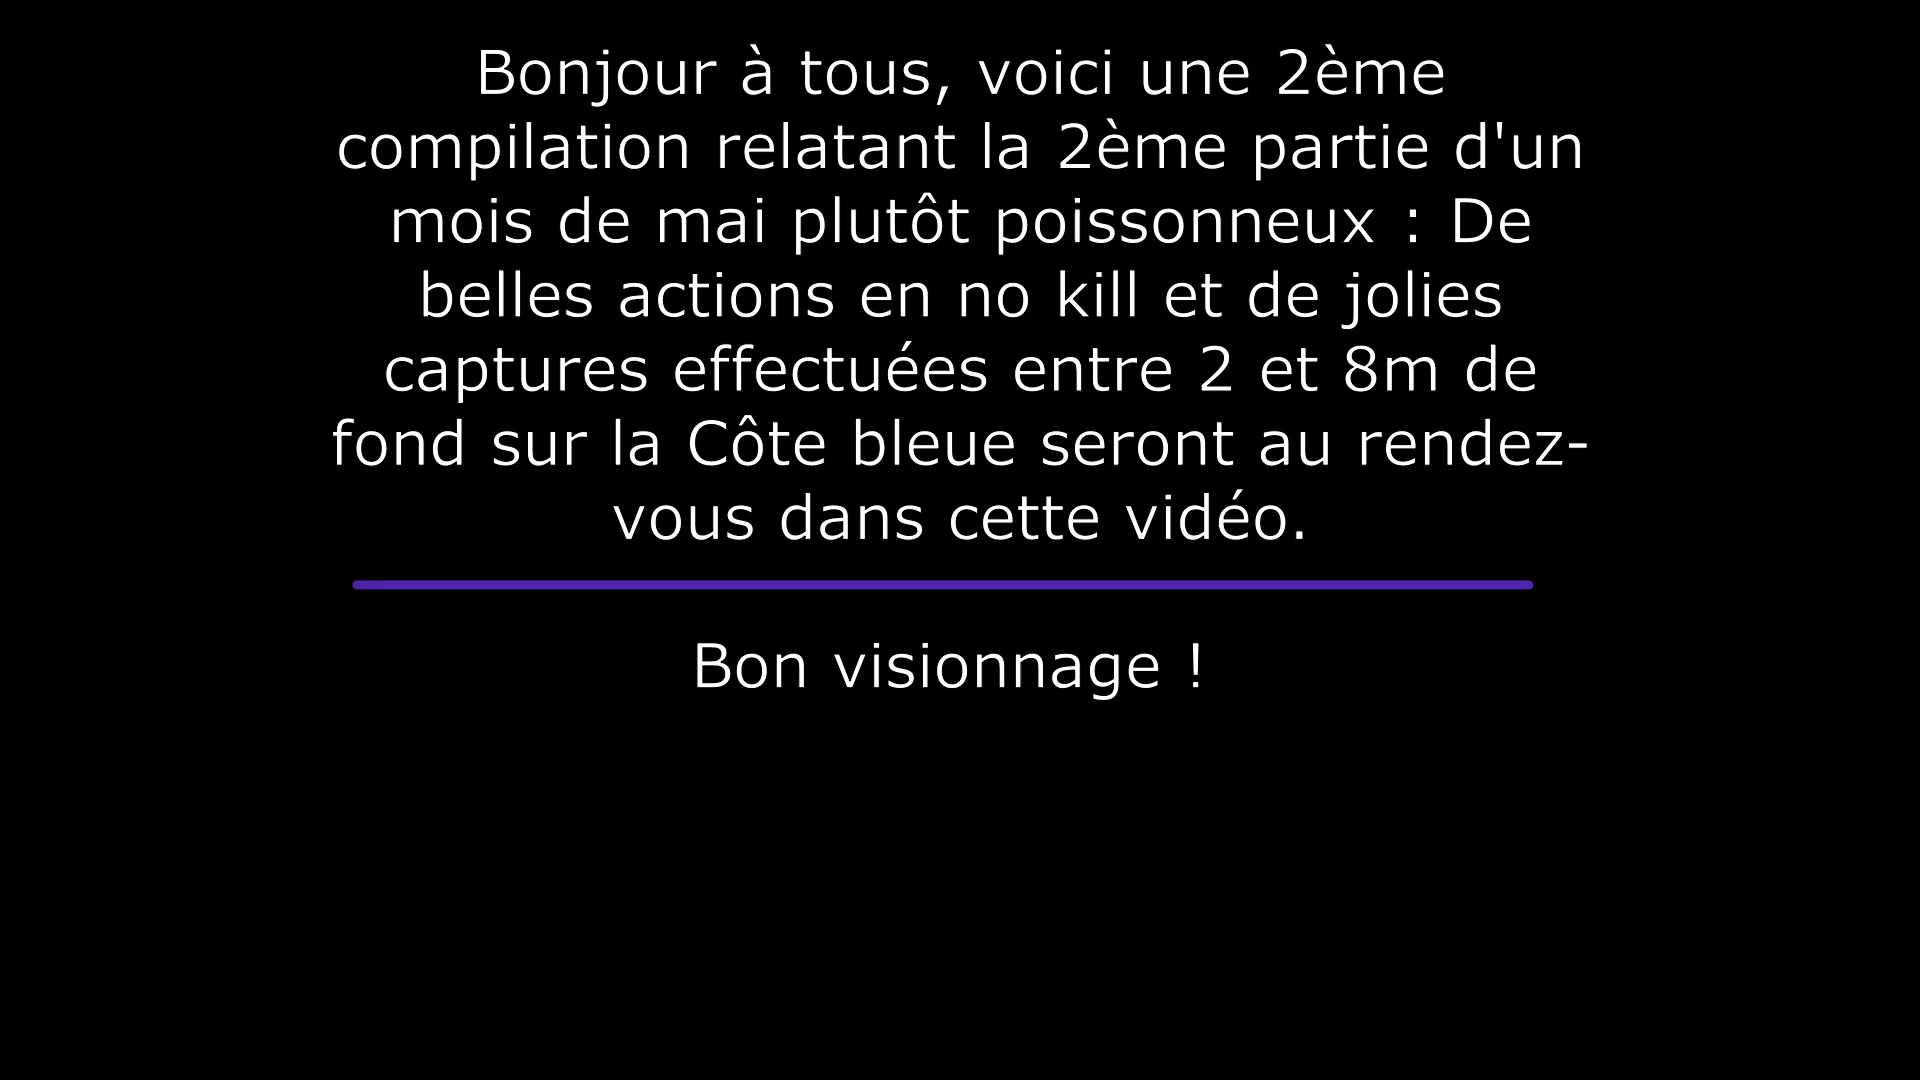 Bonjour à tous, voici une 2ème
compilation relatant la 2ème partie d'un
mois de mai plutôt poissonneux : De
belles actions en no kill et de jolies
captures effectuées entre 2 et 8m de
fond sur la Côte bleue seront au rendez-
vous dans cette vidéo.
Bon visionnage !